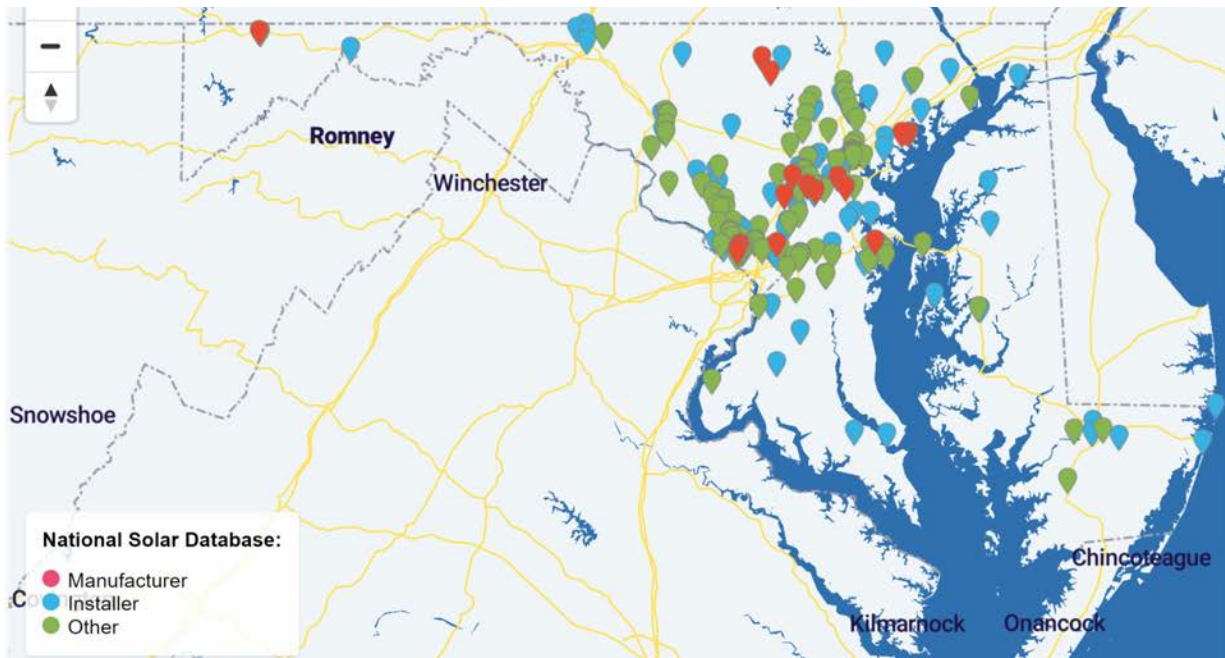 Romney
Winchester
Snowshoe
National Solar Database:
Manufacturer
Installer
Other
Chincoteague
Kilmarnock
Onancock